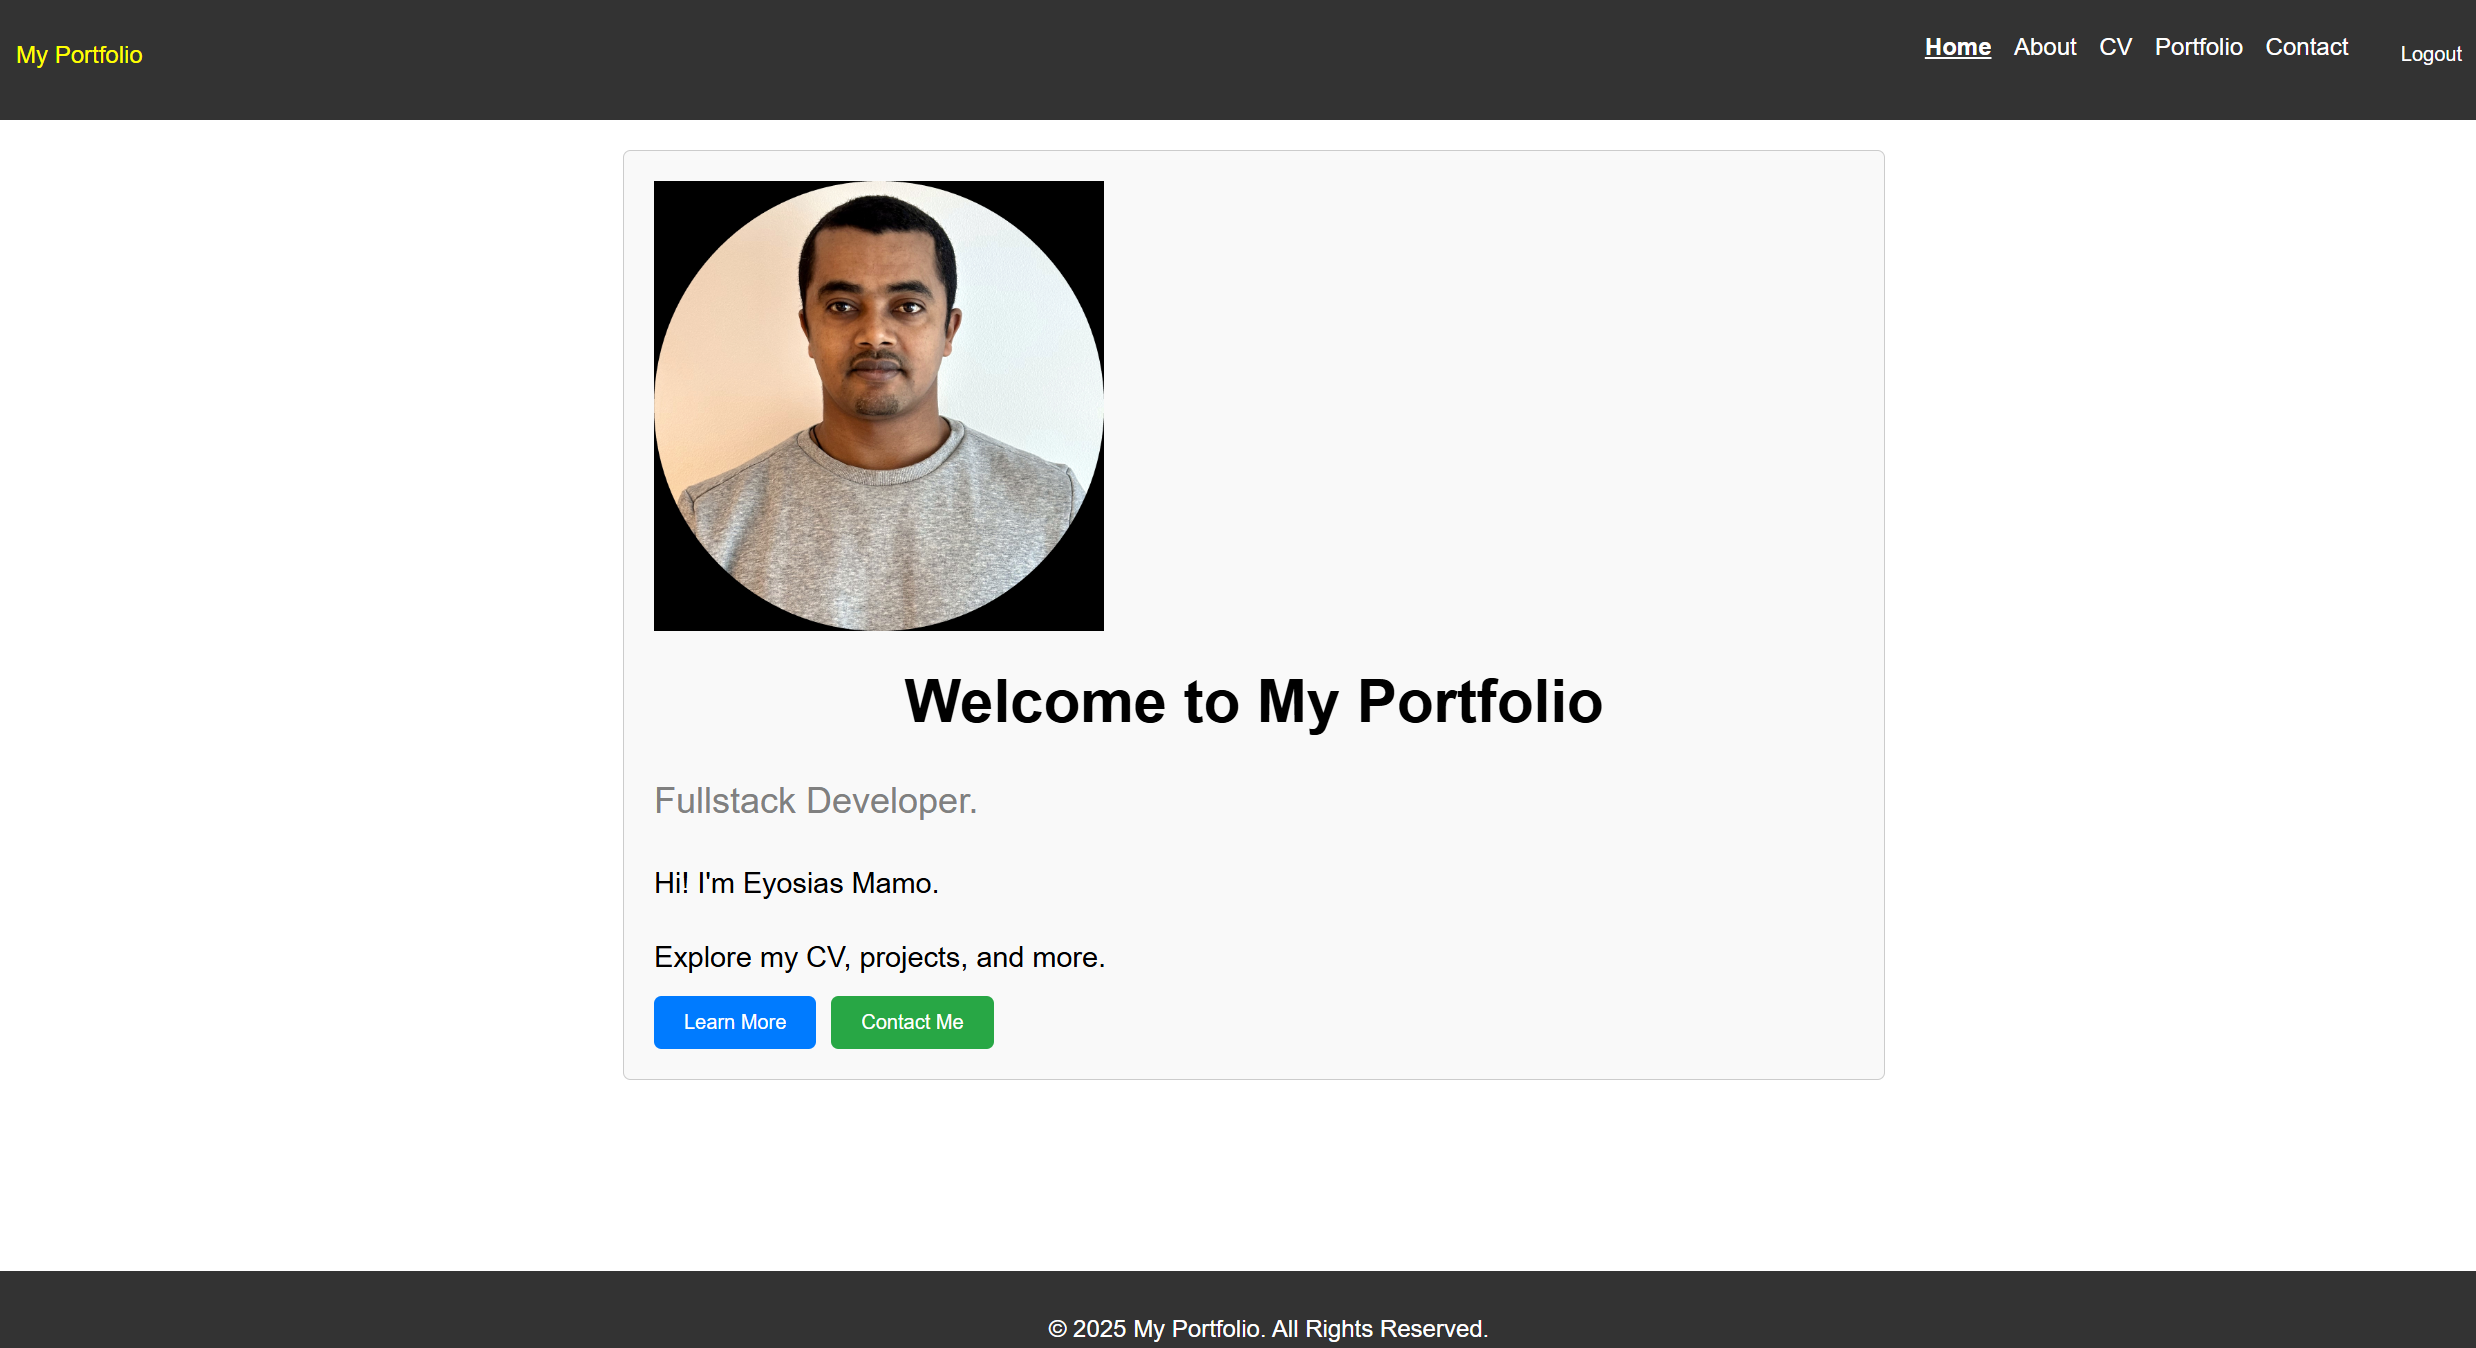 My Portfolio
Home About CV Portfolio Contact Logout
Welcome to My Portfolio
Fullstack Developer.
Hi! I'm Eyosias Mamo.
Explore my CV, projects, and more.
Learn More Contact Me
© 2025 My Portfolio. All Rights Reserved.